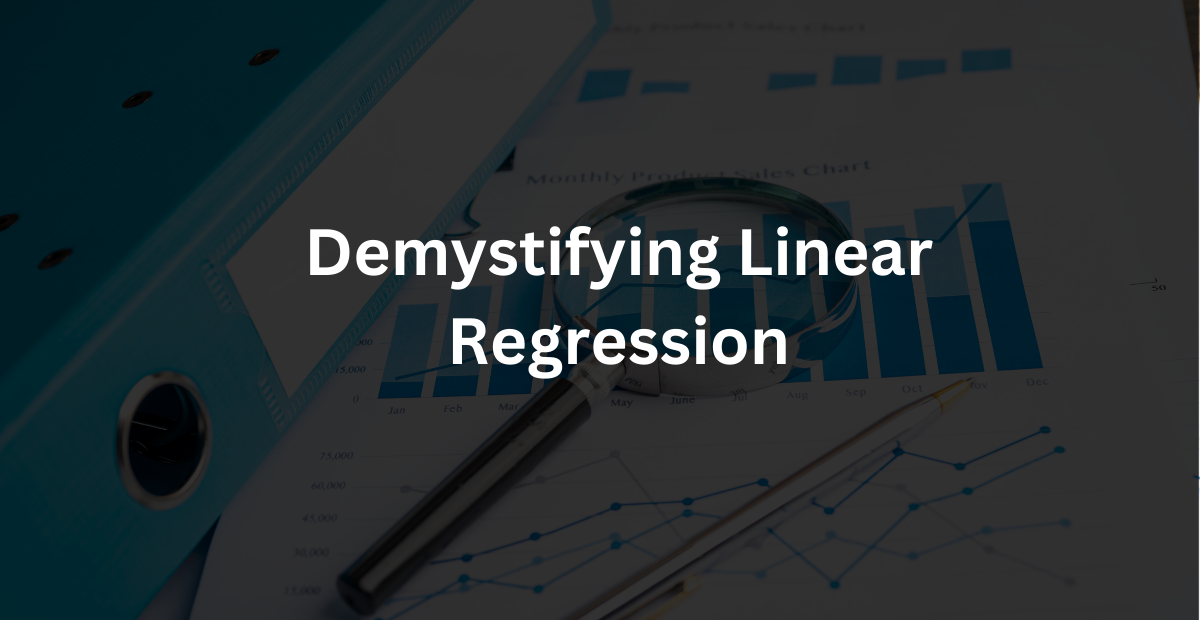 Monthly Product Sales Chart
Demystifying Linear
Regression
50
15,000
0
Jan Feb Mar May June Jul Aug Sep Oct Nov Dec
75,000
60,000
45,000
30,000
15,000